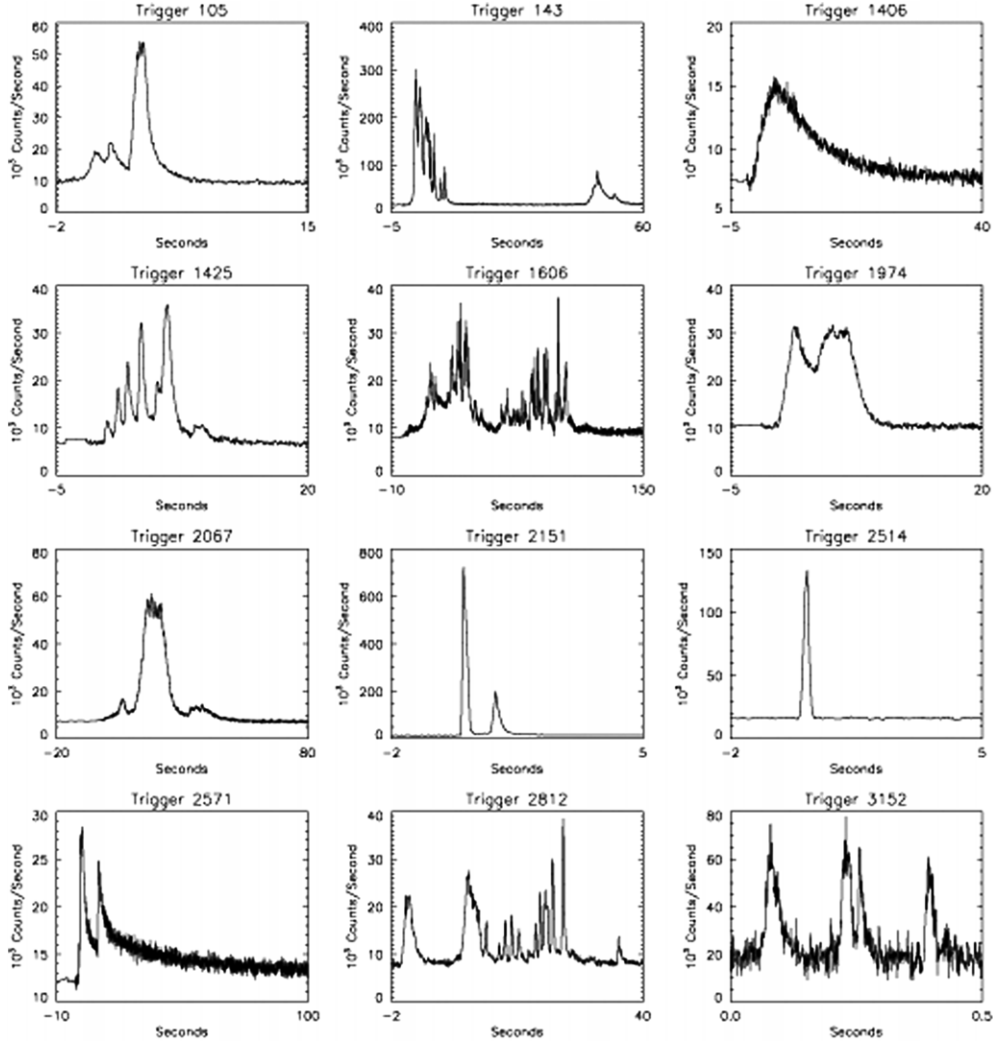 Trigger 105
60
50
40
30
20
10
0
10³ Counts/Second
-2
15
Seconds
Trigger 143
400
300
200
100
0
10³ Counts/Second
-5
60
Seconds
Trigger 1406
20
15
10
5
10³ Counts/Second
-5
40
Seconds
Trigger 1425
40
30
20
10
0
10³ Counts/Second
-5
20
Seconds
Trigger 1606
40
30
20
10
0
10³ Counts/Second
-10
150
Seconds
Trigger 1974
40
30
20
10
0
10³ Counts/Second
-5
20
Seconds
Trigger 2067
80
60
40
20
0
10³ Counts/Second
-20
80
Seconds
Trigger 2151
800
600
400
200
0
10³ Counts/Second
-2
5
Seconds
Trigger 2514
150
100
50
0
10³ Counts/Second
-2
5
Seconds
Trigger 2571
30
25
20
15
10
10³ Counts/Second
-10
100
Seconds
Trigger 2812
40
30
20
10
0
10³ Counts/Second
-2
40
Seconds
Trigger 3152
80
60
40
20
0
10³ Counts/Second
0.0
0.5
Seconds